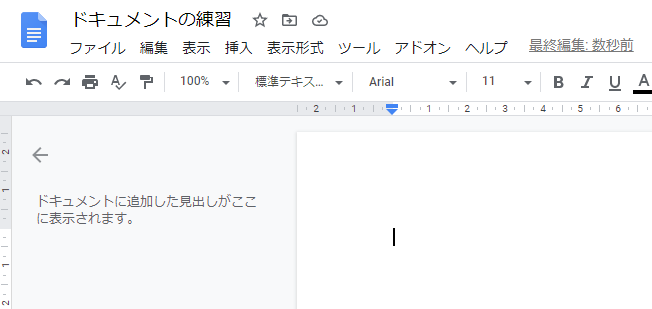 ドキュメントの練習
ファイル 編集 表示 挿入 表示形式 ツール アドオン ヘルプ 最終編集: 数秒前
100% 標準テキス... Arial 11 B I U A
2 1 1 2 3 4 5 6
2
1
1
2
ドキュメントに追加した見出しがここ
に表示されます。